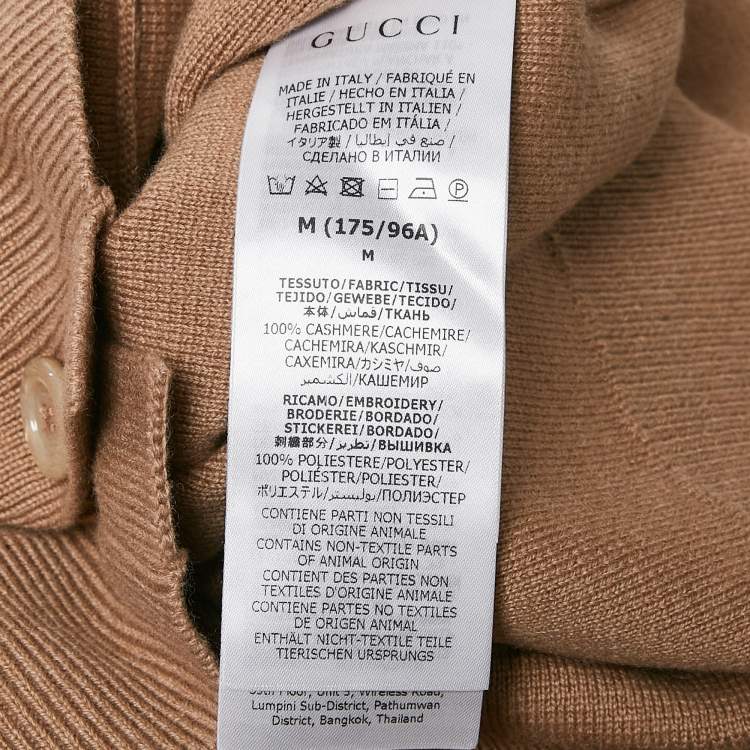 GUCCI
MADE IN ITALY / FABRIQUÉ EN
ITALIE / HECHO EN ITALIA /
HERGESTELLT IN ITALIEN /
FABRICADO EM ITÁLIA /
イタリア製 / صنع في إيطاليا /
СДЕЛАНО В ИТАЛИИ
M (175/96A)
M
TESSUTO/FABRIC/TISSU/
TEJIDO/GEWEBE/TECIDO/
本体/قماش/ТКАНЬ
100% CASHMERE/CACHEMIRE/
CACHEMIRA/KASCHMIR/
CAXEMIRA/カシミヤ/صوف
الكشمير/КАШЕМИР
RICAMO/EMBROIDERY/
BRODERIE/BORDADO/
STICKEREI/BORDADO/
刺繍部分/تطريز/ВЫШИВКА
100% POLIESTERE/POLYESTER/
POLIÉSTER/POLIESTER/
ポリエステル/بوليستر/ПОЛИЭСТЕР
CONTIENE PARTI NON TESSILI
DI ORIGINE ANIMALE
CONTAINS NON-TEXTILE PARTS
OF ANIMAL ORIGIN
CONTIENT DES PARTIES NON
TEXTILES D'ORIGINE ANIMALE
CONTIENE PARTES NO TEXTILES
DE ORIGEN ANIMAL
ENTHÄLT NICHT-TEXTILE TEILE
TIERISCHEN URSPRUNGS
Floor, Unit 3, Wireless Road,
Lumpini Sub-District, Pathumwan
District, Bangkok, Thailand